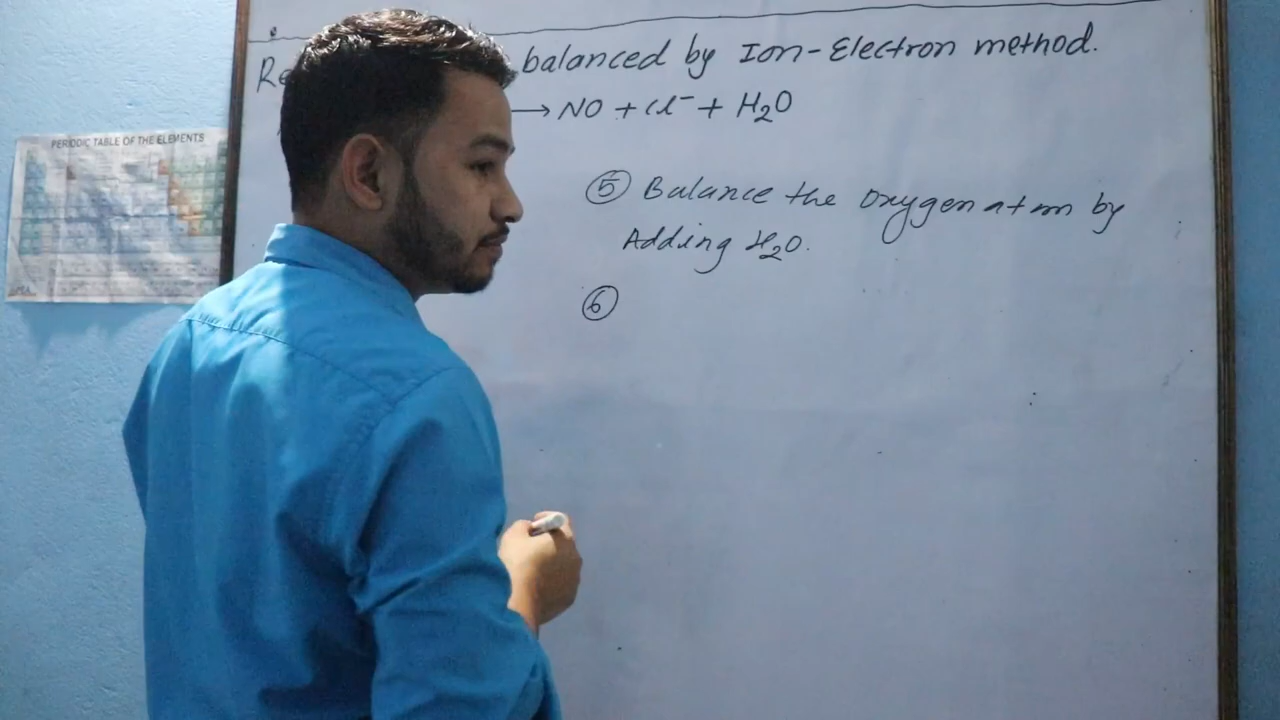 PERIODIC TABLE OF THE ELEMENTS
balanced by Ion-Electron method.
→ NO + Cl⁻ + H₂O
⑤ Balance the oxygen atom by
Adding H₂O.
⑥